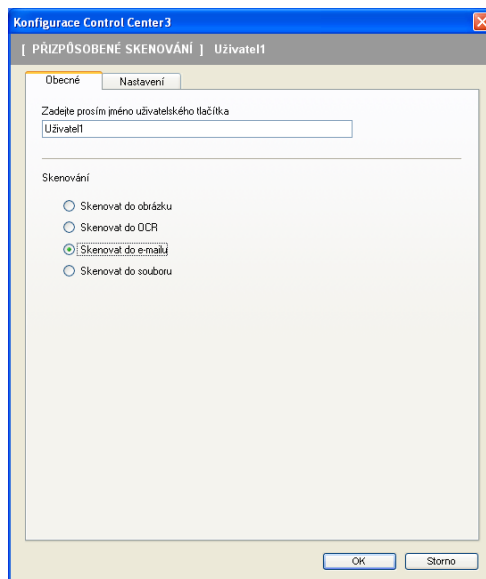 Konfigurace Control Center3
[ PŘIZPŮSOBENÉ SKENOVÁNÍ ] Uživatel1
Obecné Nastavení
Zadejte prosím jméno uživatelského tlačítka
Uživatel1
Skenování
Skenovat do obrázku
Skenovat do OCR
Skenovat do e-mailu
Skenovat do souboru
OK Storno